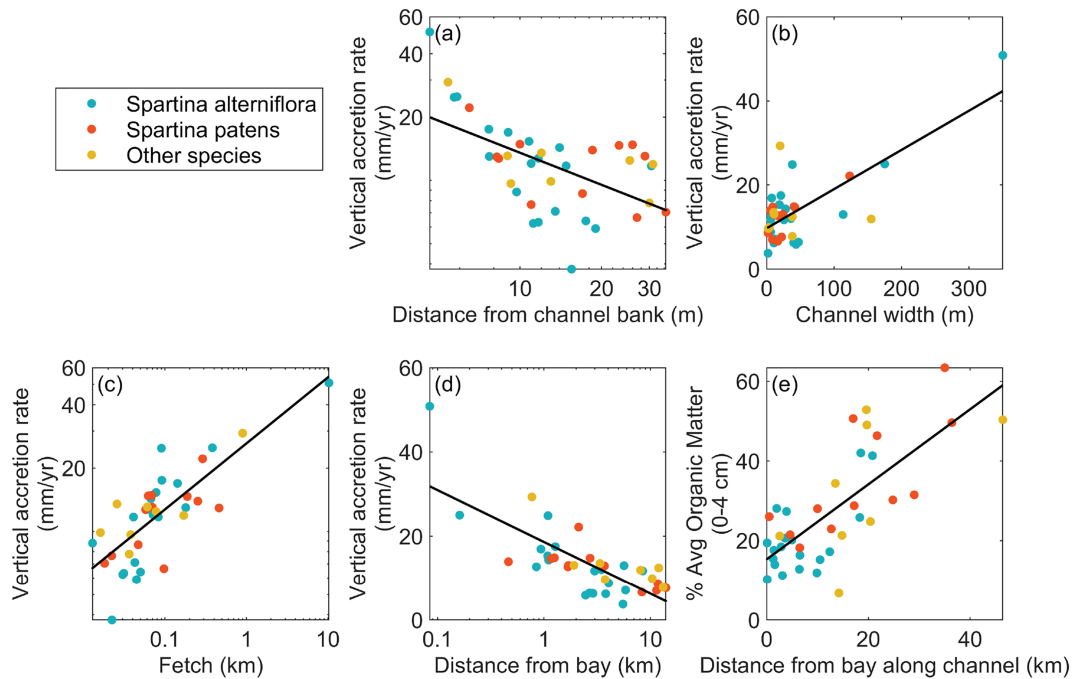 Spartina alterniflora
Spartina patens
Other species
(a)
Vertical accretion rate
(mm/yr)
60
40
20
10 20 30
Distance from channel bank (m)
(b)
Vertical accretion rate
(mm/yr)
60
40
20
0
0 100 200 300
Channel width (m)
(c)
Vertical accretion rate
(mm/yr)
60
40
20
0.1 1 10
Fetch (km)
(d)
Vertical accretion rate
(mm/yr)
60
40
20
0.1 1 10
Distance from bay (km)
(e)
% Avg Organic Matter
(0-4 cm)
60
40
20
0
0 20 40
Distance from bay along channel (km)